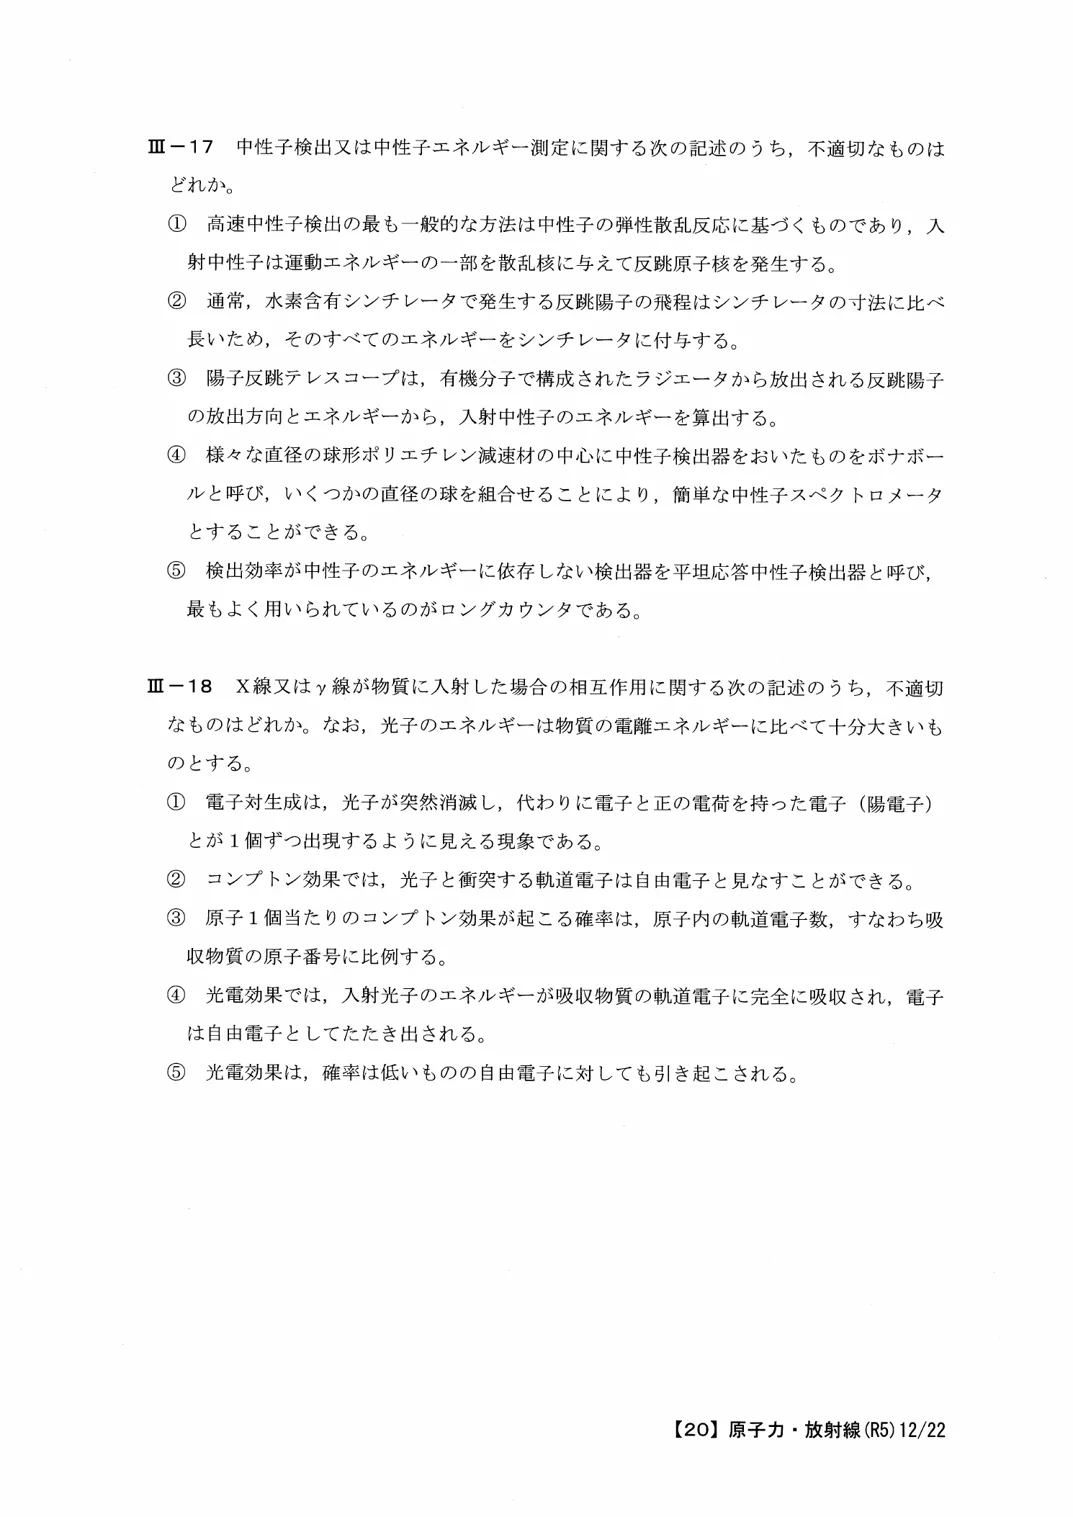 Ⅲ－17　中性子検出又は中性子エネルギー測定に関する次の記述のうち，不適切なものは
どれか。
①　高速中性子検出の最も一般的な方法は中性子の弾性散乱反応に基づくものであり，入
射中性子は運動エネルギーの一部を散乱核に与えて反跳原子核を発生する。
②　通常，水素含有シンチレータで発生する反跳陽子の飛程はシンチレータの寸法に比べ
長いため，そのすべてのエネルギーをシンチレータに付与する。
③　陽子反跳テレスコープは，有機分子で構成されたラジエータから放出される反跳陽子
の放出方向とエネルギーから，入射中性子のエネルギーを算出する。
④　様々な直径の球形ポリエチレン減速材の中心に中性子検出器をおいたものをボナボー
ルと呼び，いくつかの直径の球を組合せることにより，簡単な中性子スペクトロメータ
とすることができる。
⑤　検出効率が中性子のエネルギーに依存しない検出器を平坦応答中性子検出器と呼び，
最もよく用いられているのがロングカウンタである。
Ⅲ－18　Ｘ線又はγ線が物質に入射した場合の相互作用に関する次の記述のうち，不適切
なものはどれか。なお，光子のエネルギーは物質の電離エネルギーに比べて十分大きいも
のとする。
①　電子対生成は，光子が突然消滅し，代わりに電子と正の電荷を持った電子（陽電子）
とが１個ずつ出現するように見える現象である。
②　コンプトン効果では，光子と衝突する軌道電子は自由電子と見なすことができる。
③　原子１個当たりのコンプトン効果が起こる確率は，原子内の軌道電子数，すなわち吸
収物質の原子番号に比例する。
④　光電効果では，入射光子のエネルギーが吸収物質の軌道電子に完全に吸収され，電子
は自由電子としてたたき出される。
⑤　光電効果は，確率は低いものの自由電子に対しても引き起こされる。
【20】原子力・放射線(R5)12/22